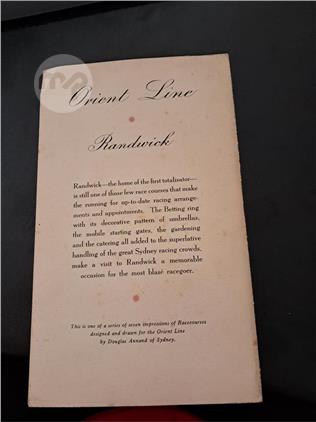 Orient Line
Randwick
Randwick—the home of the first totalisator—
is still one of those few race courses that make
the running for up-to-date racing arrange-
ments and appointments. The Betting ring
with its decorative pattern of umbrellas,
the mobile starting gates, the gardening
and the catering all added to the superlative
handling of the great Sydney racing crowds,
make a visit to Randwick a memorable
occasion for the most blasé racegoer.
This is one of a series of seven impressions of Racecourses
designed and drawn for the Orient Line
by Douglas Annand of Sydney.